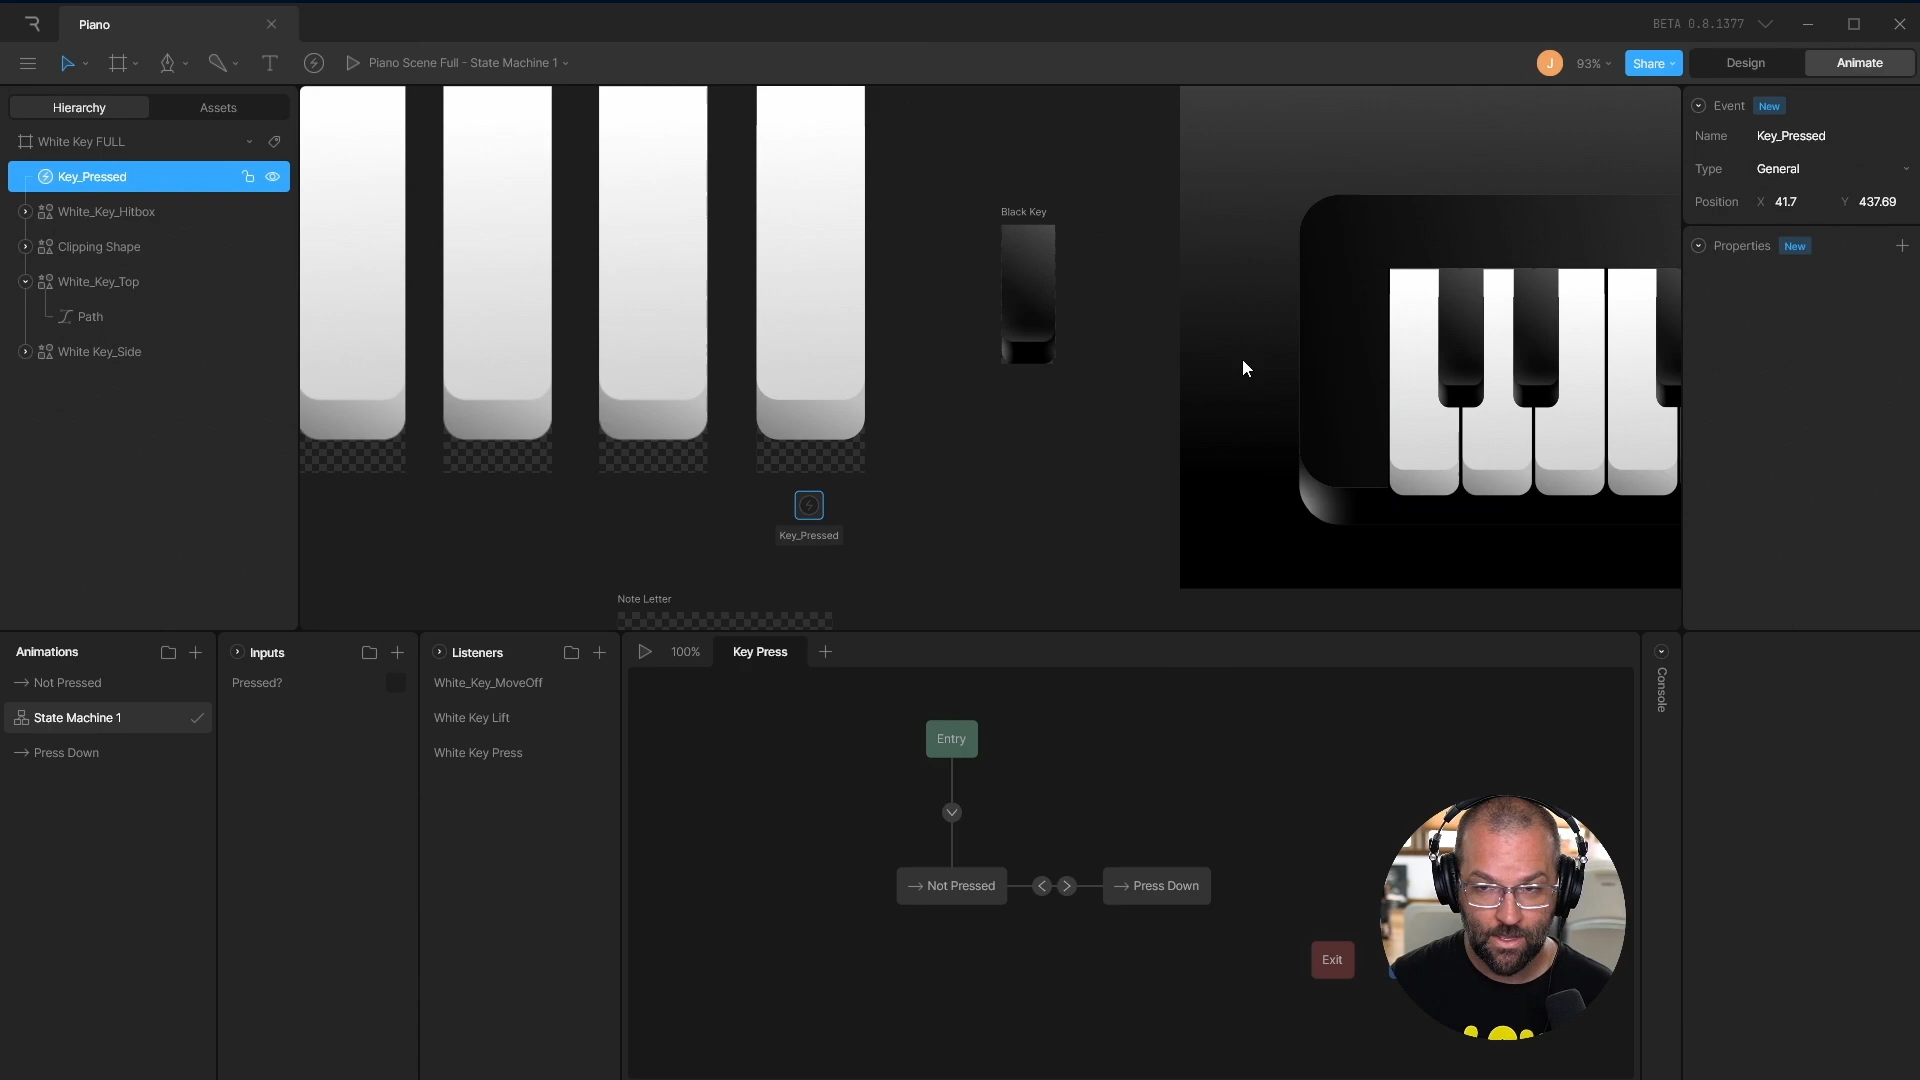 Piano
BETA 0.8.1377
T
Piano Scene Full - State Machine 1
J
93%
Share
Design
Animate
Hierarchy
Assets
White Key FULL
Key_Pressed
White_Key_Hitbox
Clipping Shape
White_Key_Top
Path
White Key_Side
Black Key
Key_Pressed
Note Letter
Event
New
Name
Key_Pressed
Type
General
Position
X
41.7
Y
437.69
Properties
New
Animations
Not Pressed
State Machine 1
Press Down
Inputs
Pressed?
Listeners
White_Key_MoveOff
White Key Lift
White Key Press
100%
Key Press
Entry
Not Pressed
Press Down
Exit
Console